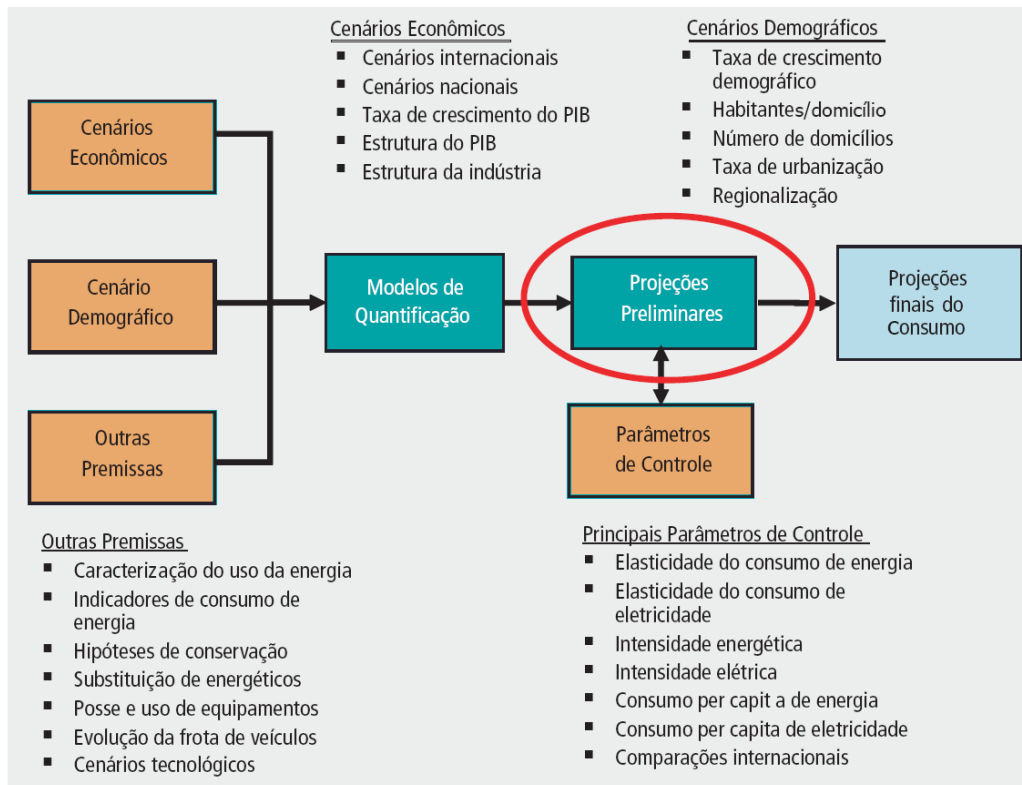 Cenários Econômicos
▪ Cenários internacionais
▪ Cenários nacionais
▪ Taxa de crescimento do PIB
▪ Estrutura do PIB
▪ Estrutura da indústria
Cenários Demográficos
▪ Taxa de crescimento
demográfico
▪ Habitantes/domicílio
▪ Número de domicílios
▪ Taxa de urbanização
▪ Regionalização
Cenários
Econômicos
Cenário
Demográfico
Outras
Premissas
Modelos de
Quantificação
Projeções
Preliminares
Projeções
finais do
Consumo
Parâmetros
de Controle
Outras Premissas
▪ Caracterização do uso da energia
▪ Indicadores de consumo de
energia
▪ Hipóteses de conservação
▪ Substituição de energéticos
▪ Posse e uso de equipamentos
▪ Evolução da frota de veículos
▪ Cenários tecnológicos
Principais Parâmetros de Controle
▪ Elasticidade do consumo de energia
▪ Elasticidade do consumo de
eletricidade
▪ Intensidade energética
▪ Intensidade elétrica
▪ Consumo per capit a de energia
▪ Consumo per capita de eletricidade
▪ Comparações internacionais